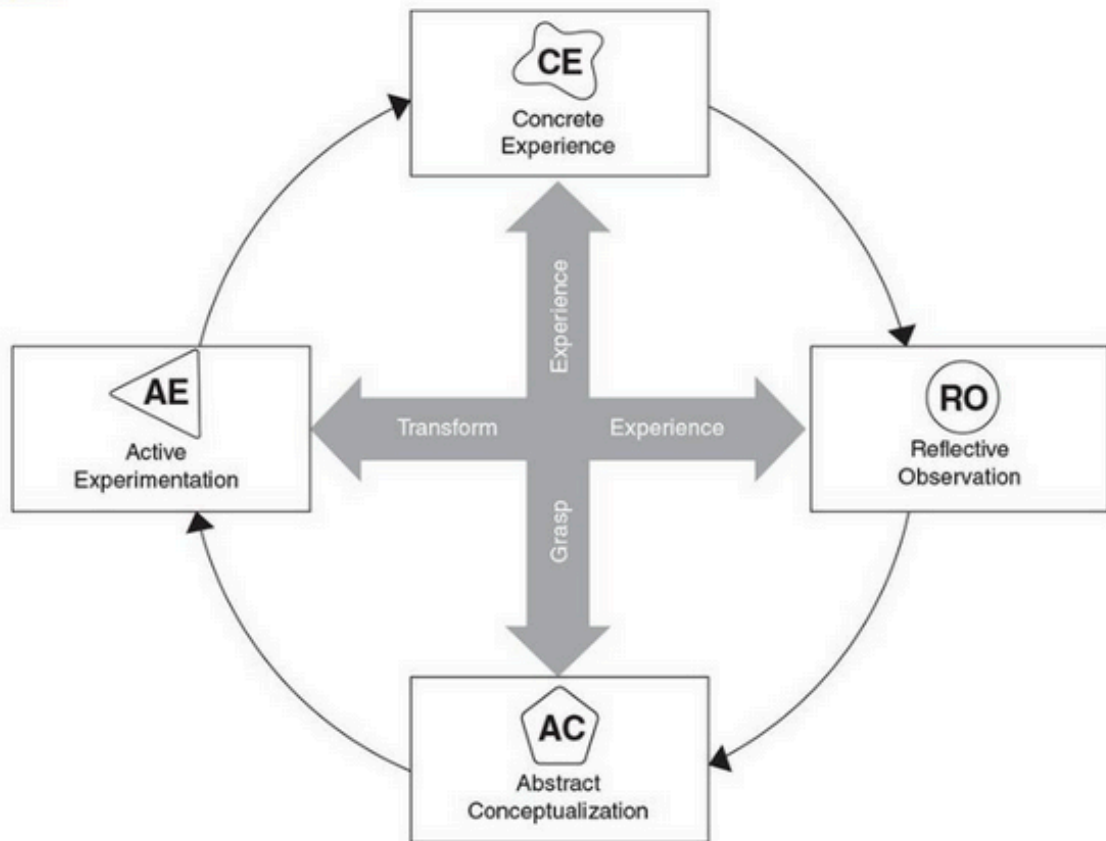 CE
Concrete
Experience
Experience
AE
Active
Experimentation
Transform
Experience
RO
Reflective
Observation
Grasp
AC
Abstract
Conceptualization